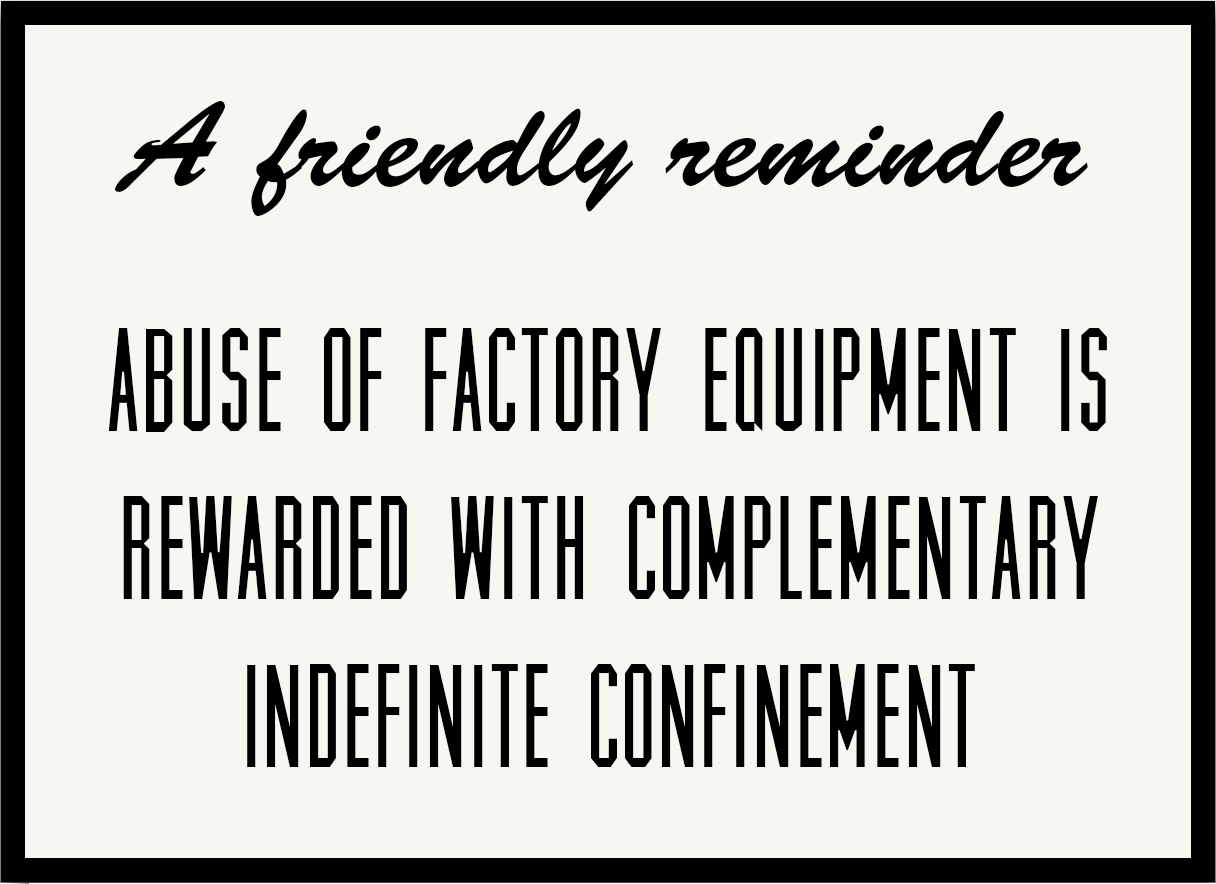 A friendly reminder
ABUSE OF FACTORY EQUIPMENT IS
REWARDED WITH COMPLEMENTARY
INDEFINITE CONFINEMENT